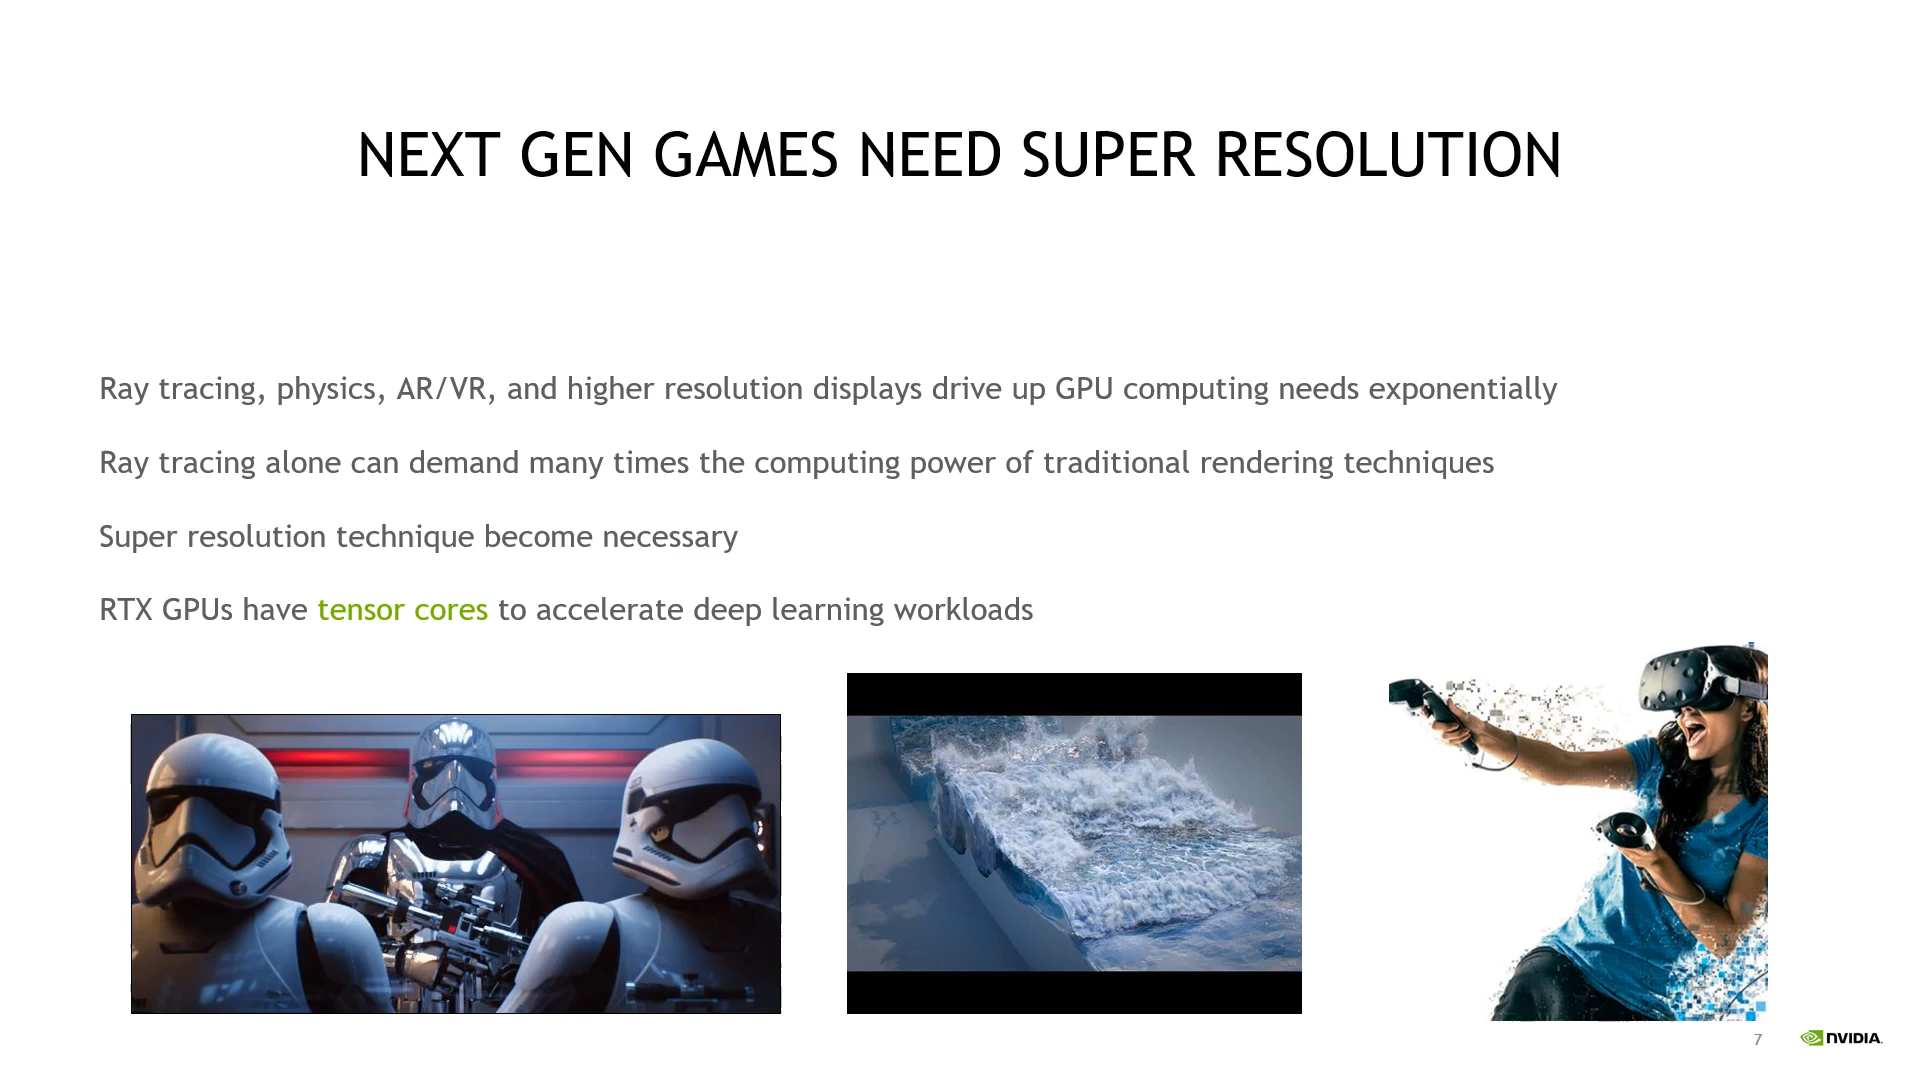 NEXT GEN GAMES NEED SUPER RESOLUTION
Ray tracing, physics, AR/VR, and higher resolution displays drive up GPU computing needs exponentially
Ray tracing alone can demand many times the computing power of traditional rendering techniques
Super resolution technique become necessary
RTX GPUs have tensor cores to accelerate deep learning workloads
7
NVIDIA.